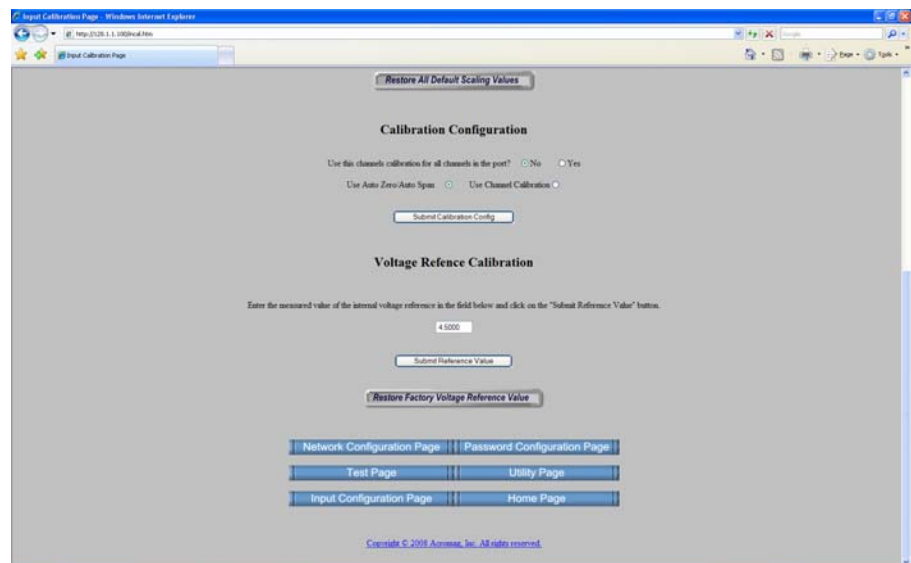 Input Calibration Page - Windows Internet Explorer
http://128.1.1.100/incal.htm
Google
Input Calibration Page
Page
Tools
Restore All Default Scaling Values
Calibration Configuration
Use this channels calibration for all channels in the port? No Yes
Use Auto Zero/Auto Span Use Channel Calibration
Submit Calibration Config
Voltage Refence Calibration
Enter the measured value of the internal voltage reference in the field below and click on the "Submit Reference Value" button.
4.5000
Submit Reference Value
Restore Factory Voltage Reference Value
Network Configuration Page Password Configuration Page
Test Page Utility Page
Input Configuration Page Home Page
Copyright © 2008 Acromag, Inc. All rights reserved.